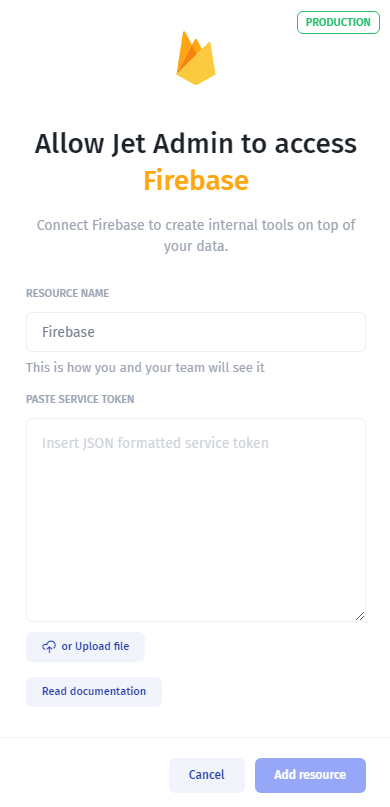 PRODUCTION
Allow Jet Admin to access
Firebase
Connect Firebase to create internal tools on top of
your data.
RESOURCE NAME
Firebase
This is how you and your team will see it
PASTE SERVICE TOKEN
Insert JSON formatted service token
or Upload file
Read documentation
Cancel
Add resource